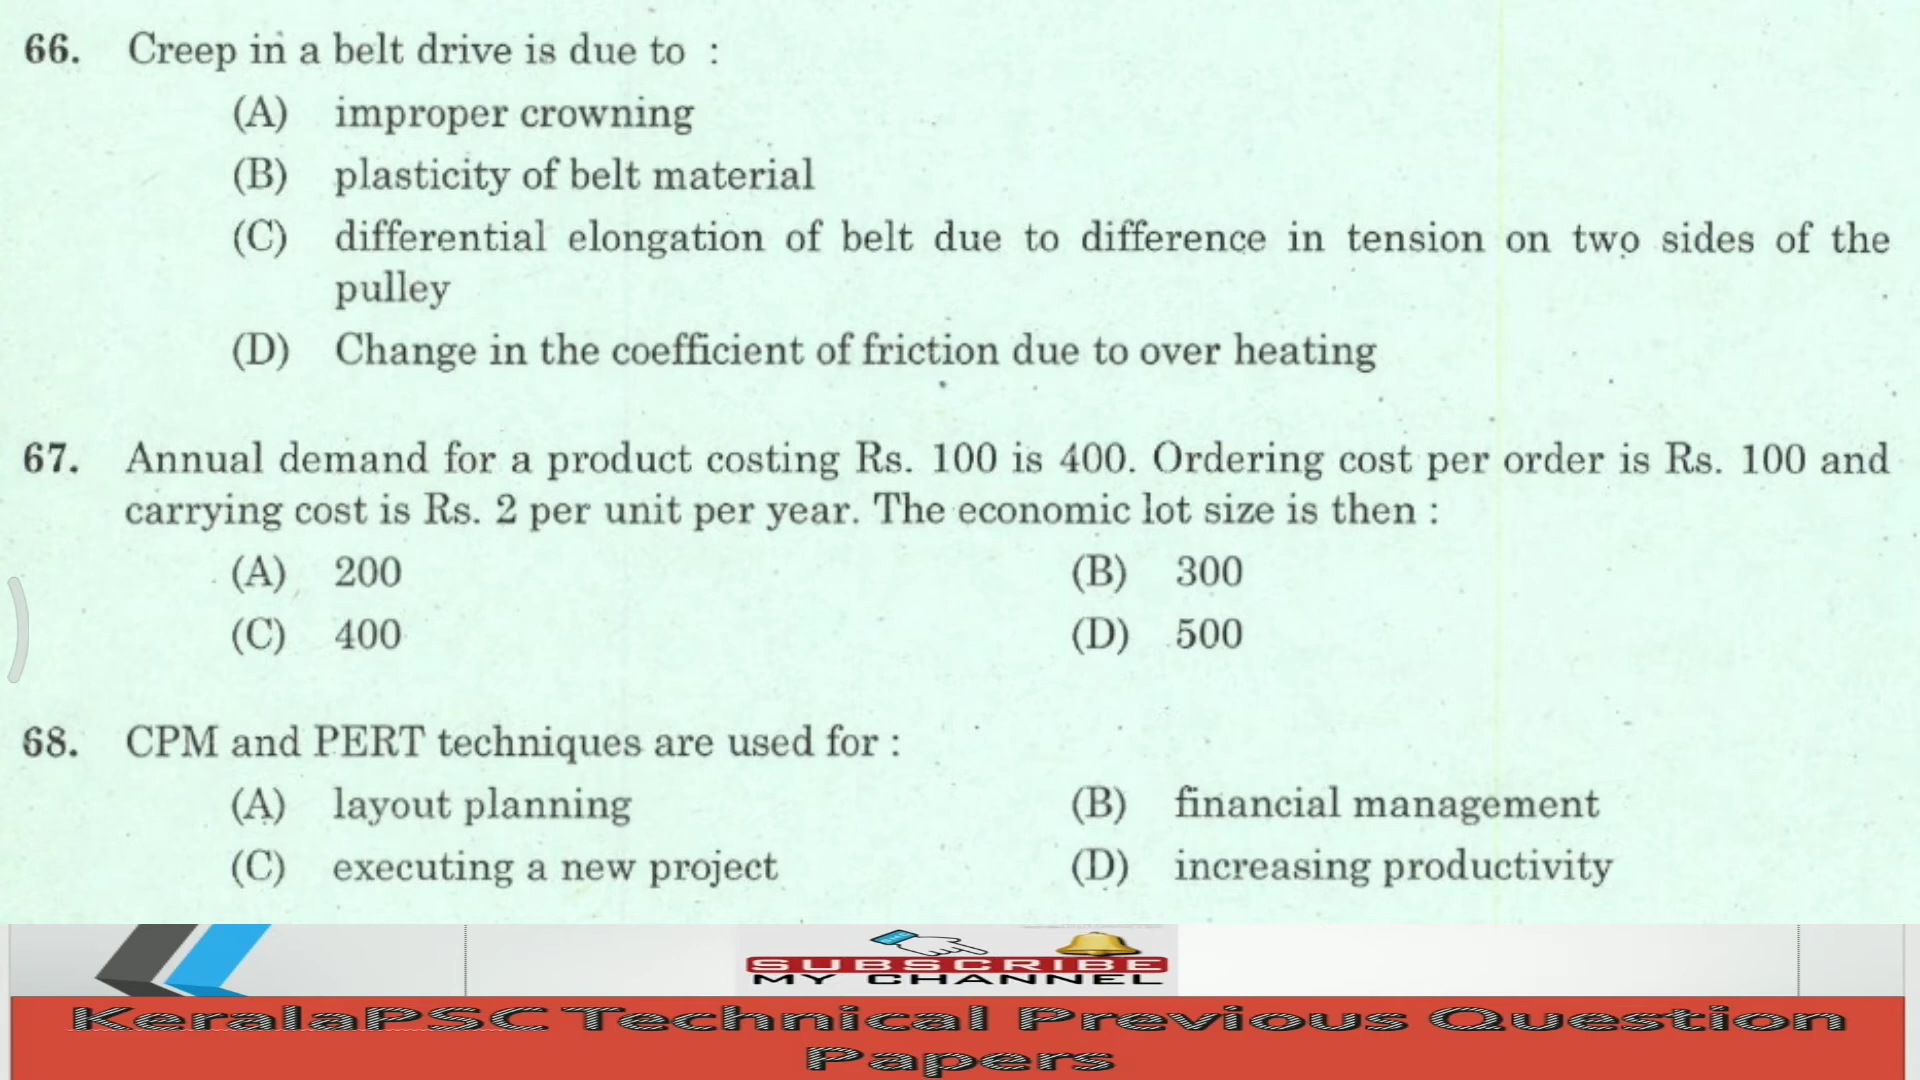 66. Creep in a belt drive is due to :
(A) improper crowning
(B) plasticity of belt material
(C) differential elongation of belt due to difference in tension on two sides of the
pulley
(D) Change in the coefficient of friction due to over heating
67. Annual demand for a product costing Rs. 100 is 400. Ordering cost per order is Rs. 100 and
carrying cost is Rs. 2 per unit per year. The economic lot size is then :
(A) 200 (B) 300
(C) 400 (D) 500
68. CPM and PERT techniques are used for :
(A) layout planning (B) financial management
(C) executing a new project (D) increasing productivity
SUBSCRIBE
MY CHANNEL
KeralaPSC Technical Previous Question
Papers